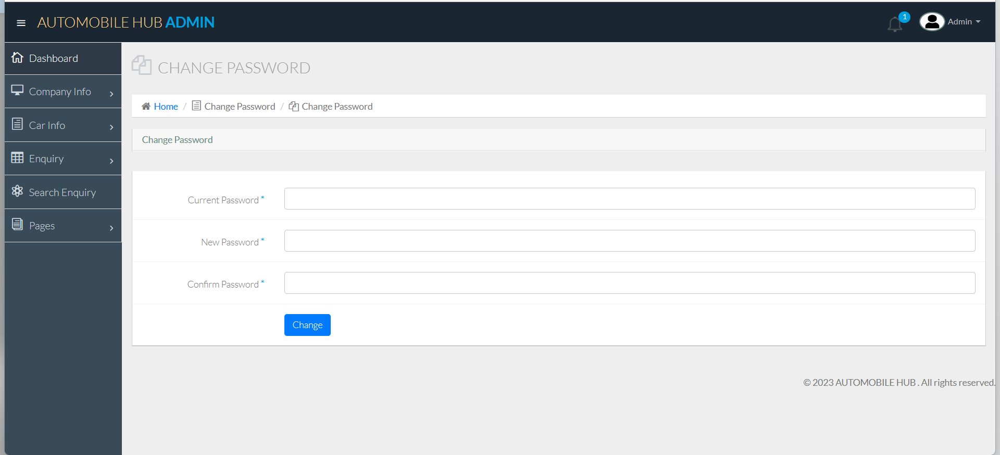 AUTOMOBILE HUB ADMIN
1
Admin
Dashboard
Company Info
Car Info
Enquiry
Search Enquiry
Pages
CHANGE PASSWORD
Home / Change Password / Change Password
Change Password
Current Password *
New Password *
Confirm Password *
Change
© 2023 AUTOMOBILE HUB . All rights reserved.